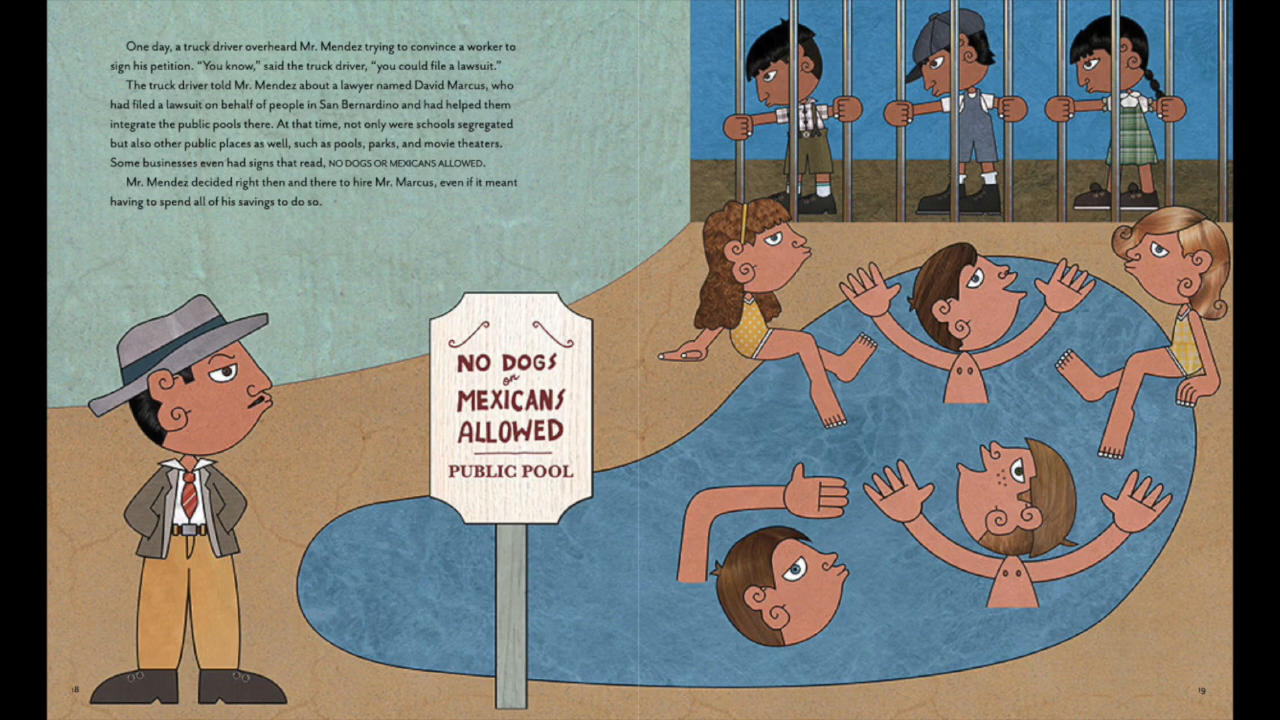 One day, a truck driver overheard Mr. Mendez trying to convince a worker to
sign his petition. “You know,” said the truck driver, “you could file a lawsuit.”
The truck driver told Mr. Mendez about a lawyer named David Marcus, who
had filed a lawsuit on behalf of people in San Bernardino and had helped them
integrate the public pools there. At that time, not only were schools segregated
but also other public places as well, such as pools, parks, and movie theaters.
Some businesses even had signs that read, NO DOGS OR MEXICANS ALLOWED.
Mr. Mendez decided right then and there to hire Mr. Marcus, even if it meant
having to spend all of his savings to do so.
NO DOGS
or
MEXICANS
ALLOWED
PUBLIC POOL
18
19